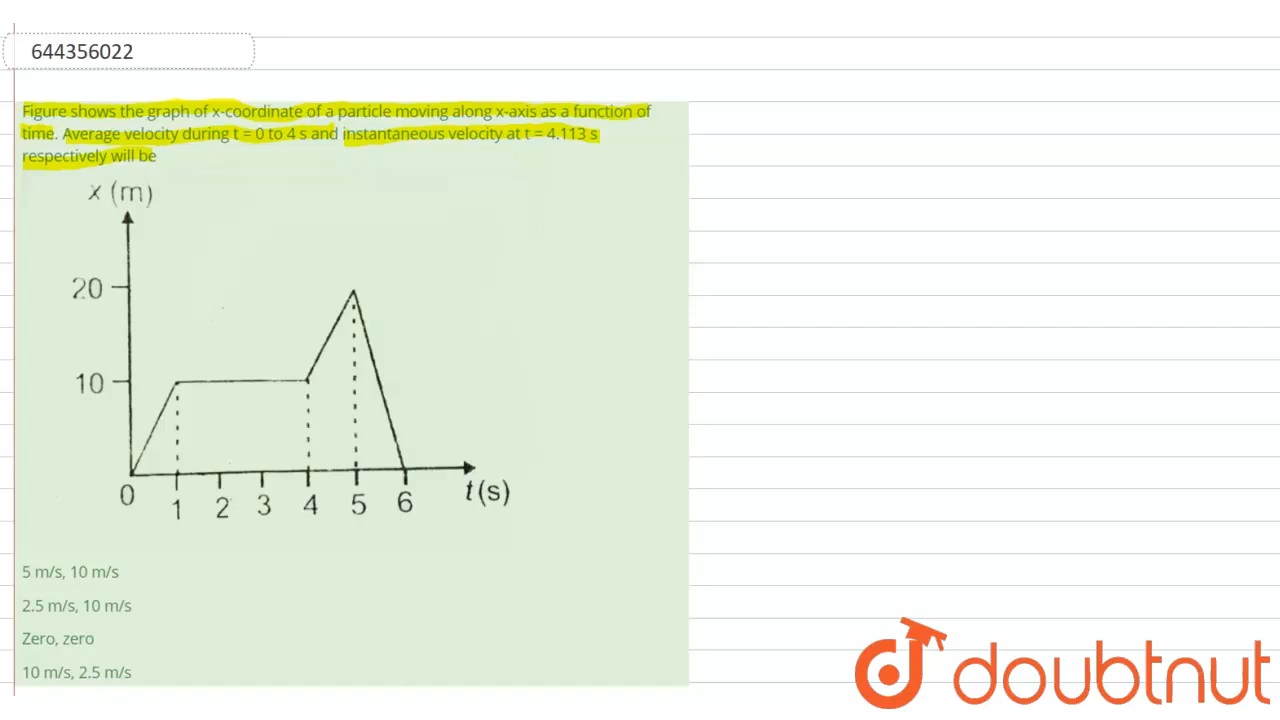 644356022
Figure shows the graph of x-coordinate of a particle moving along x-axis as a function of
time. Average velocity during t = 0 to 4 s and instantaneous velocity at t = 4.113 s
respectively will be
x (m)
20
10
0
1
2
3
4
5
6
t(s)
5 m/s, 10 m/s
2.5 m/s, 10 m/s
Zero, zero
10 m/s, 2.5 m/s
doubtnut